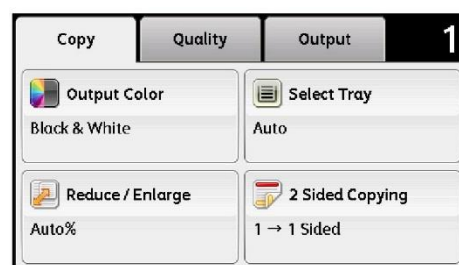 Copy Quality Output 1
Output Color Select Tray
Black & White Auto
Reduce / Enlarge 2 Sided Copying
Auto% 1 → 1 Sided